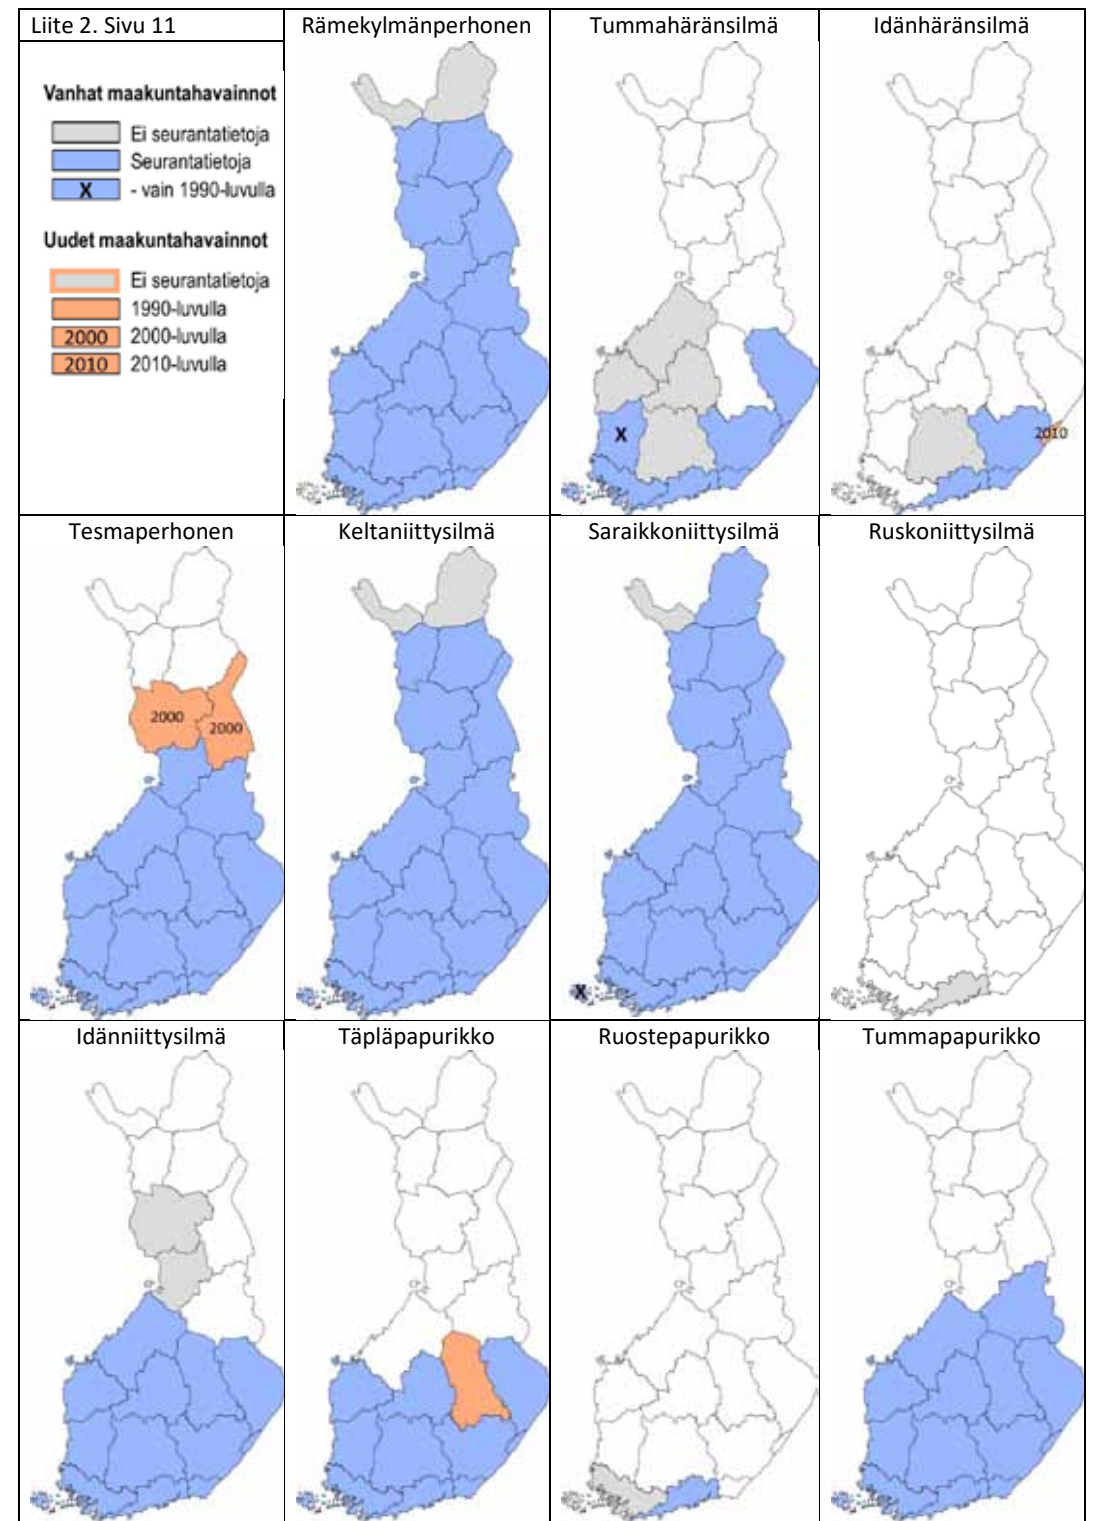 Liite 2. Sivu 11
Rämekylmänperhonen
Tummahäränsilmä
Idänhäränsilmä
Vanhat maakuntahavainnot
Ei seurantatietoja
Seurantatietoja
X - vain 1990-luvulla
Uudet maakuntahavainnot
Ei seurantatietoja
1990-luvulla
2000 2000-luvulla
2010 2010-luvulla
X
2010
Tesmaperhonen
Keltaniittysilmä
Saraikkoniittysilmä
Ruskoniittysilmä
2000
2000
X
Idänniittysilmä
Täpläpapurikko
Ruostepapurikko
Tummapapurikko